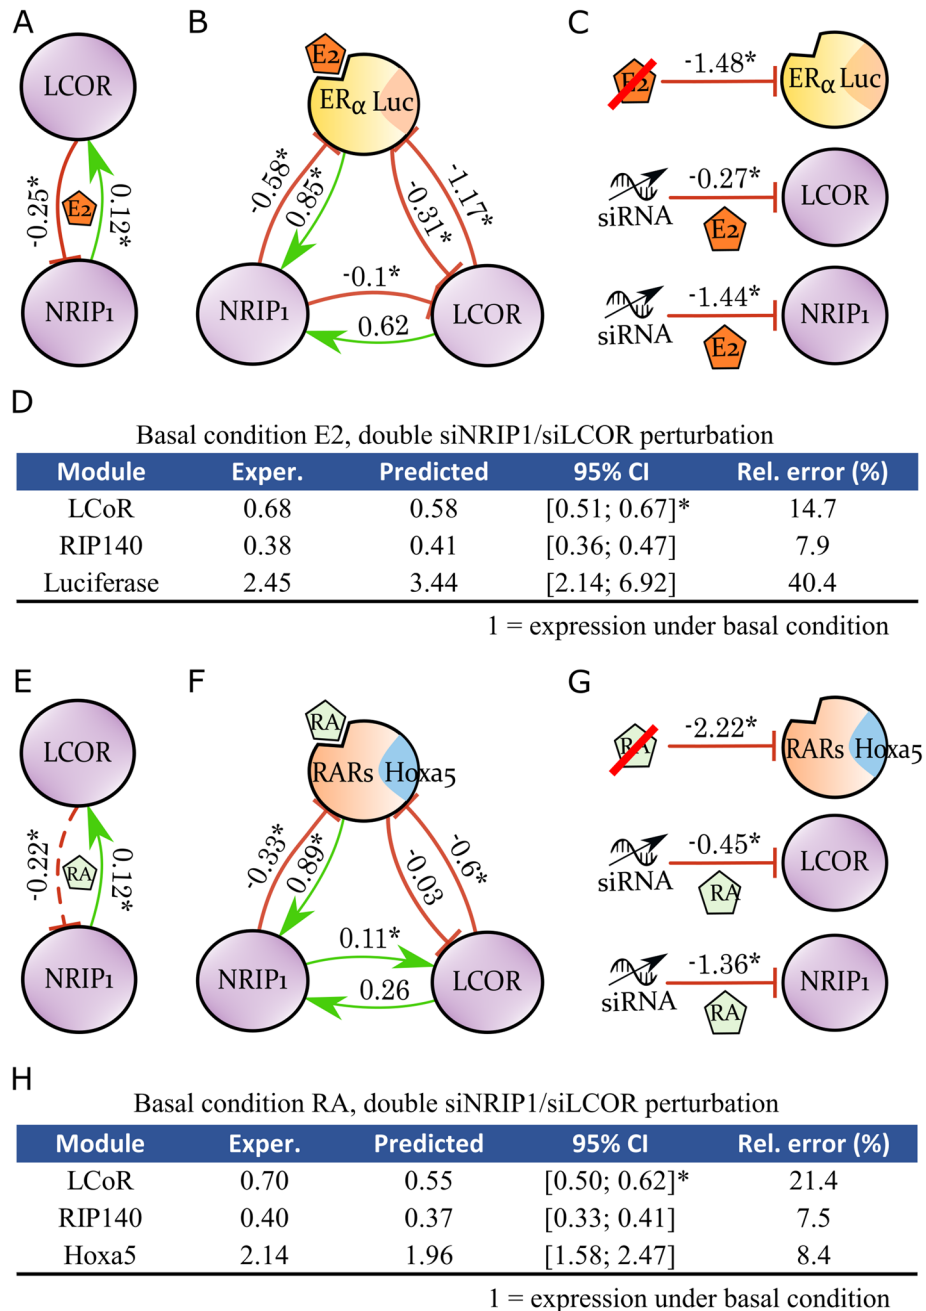 A
B
C
LCOR
-0.25*
E2
0.12*
NRIP1
E2
ERα Luc
-0.58*
0.85*
-0.31*
-1.17*
-0.1*
NRIP1
LCOR
0.62
E2
-1.48*
ERα Luc
siRNA
-0.27*
E2
LCOR
siRNA
-1.44*
E2
NRIP1
D
Basal condition E2, double siNRIP1/siLCOR perturbation
Module Exper. Predicted 95% CI Rel. error (%)
LCoR 0.68 0.58 [0.51; 0.67]* 14.7
RIP140 0.38 0.41 [0.36; 0.47] 7.9
Luciferase 2.45 3.44 [2.14; 6.92] 40.4
1 = expression under basal condition
E
F
G
LCOR
-0.22*
RA
0.12*
NRIP1
RA
RARs Hoxa5
-0.33*
0.89*
-0.03
-0.6*
0.11*
NRIP1
LCOR
0.26
RA
-2.22*
RARs Hoxa5
siRNA
-0.45*
RA
LCOR
siRNA
-1.36*
RA
NRIP1
H
Basal condition RA, double siNRIP1/siLCOR perturbation
Module Exper. Predicted 95% CI Rel. error (%)
LCoR 0.70 0.55 [0.50; 0.62]* 21.4
RIP140 0.40 0.37 [0.33; 0.41] 7.5
Hoxa5 2.14 1.96 [1.58; 2.47] 8.4
1 = expression under basal condition